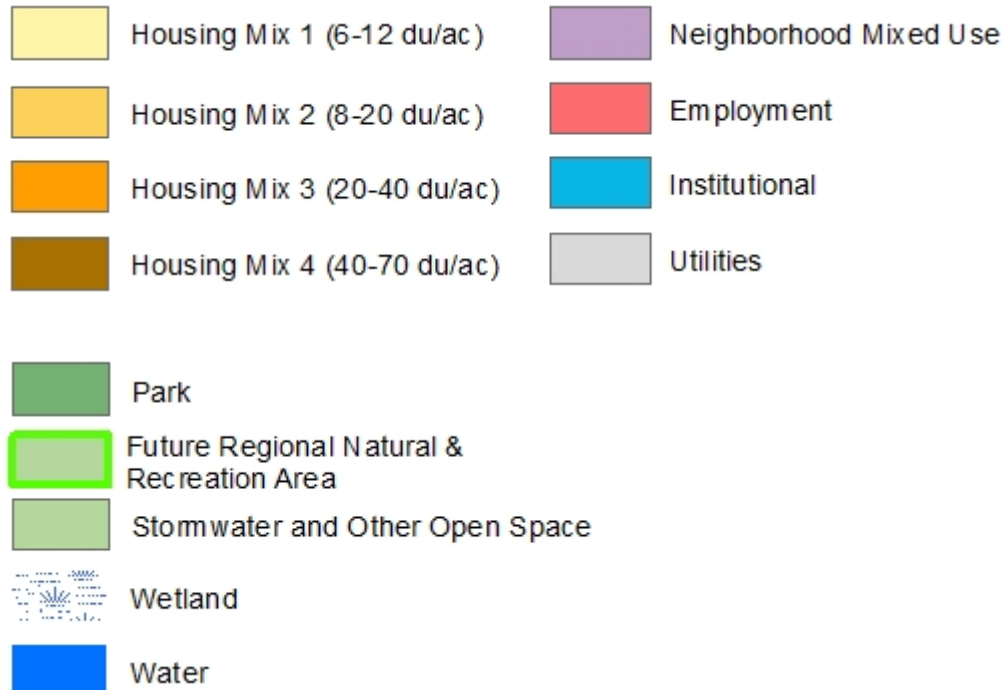 Housing Mix 1 (6-12 du/ac)
Housing Mix 2 (8-20 du/ac)
Housing Mix 3 (20-40 du/ac)
Housing Mix 4 (40-70 du/ac)
Neighborhood Mixed Use
Employment
Institutional
Utilities
Park
Future Regional Natural &
Recreation Area
Stormwater and Other Open Space
Wetland
Water